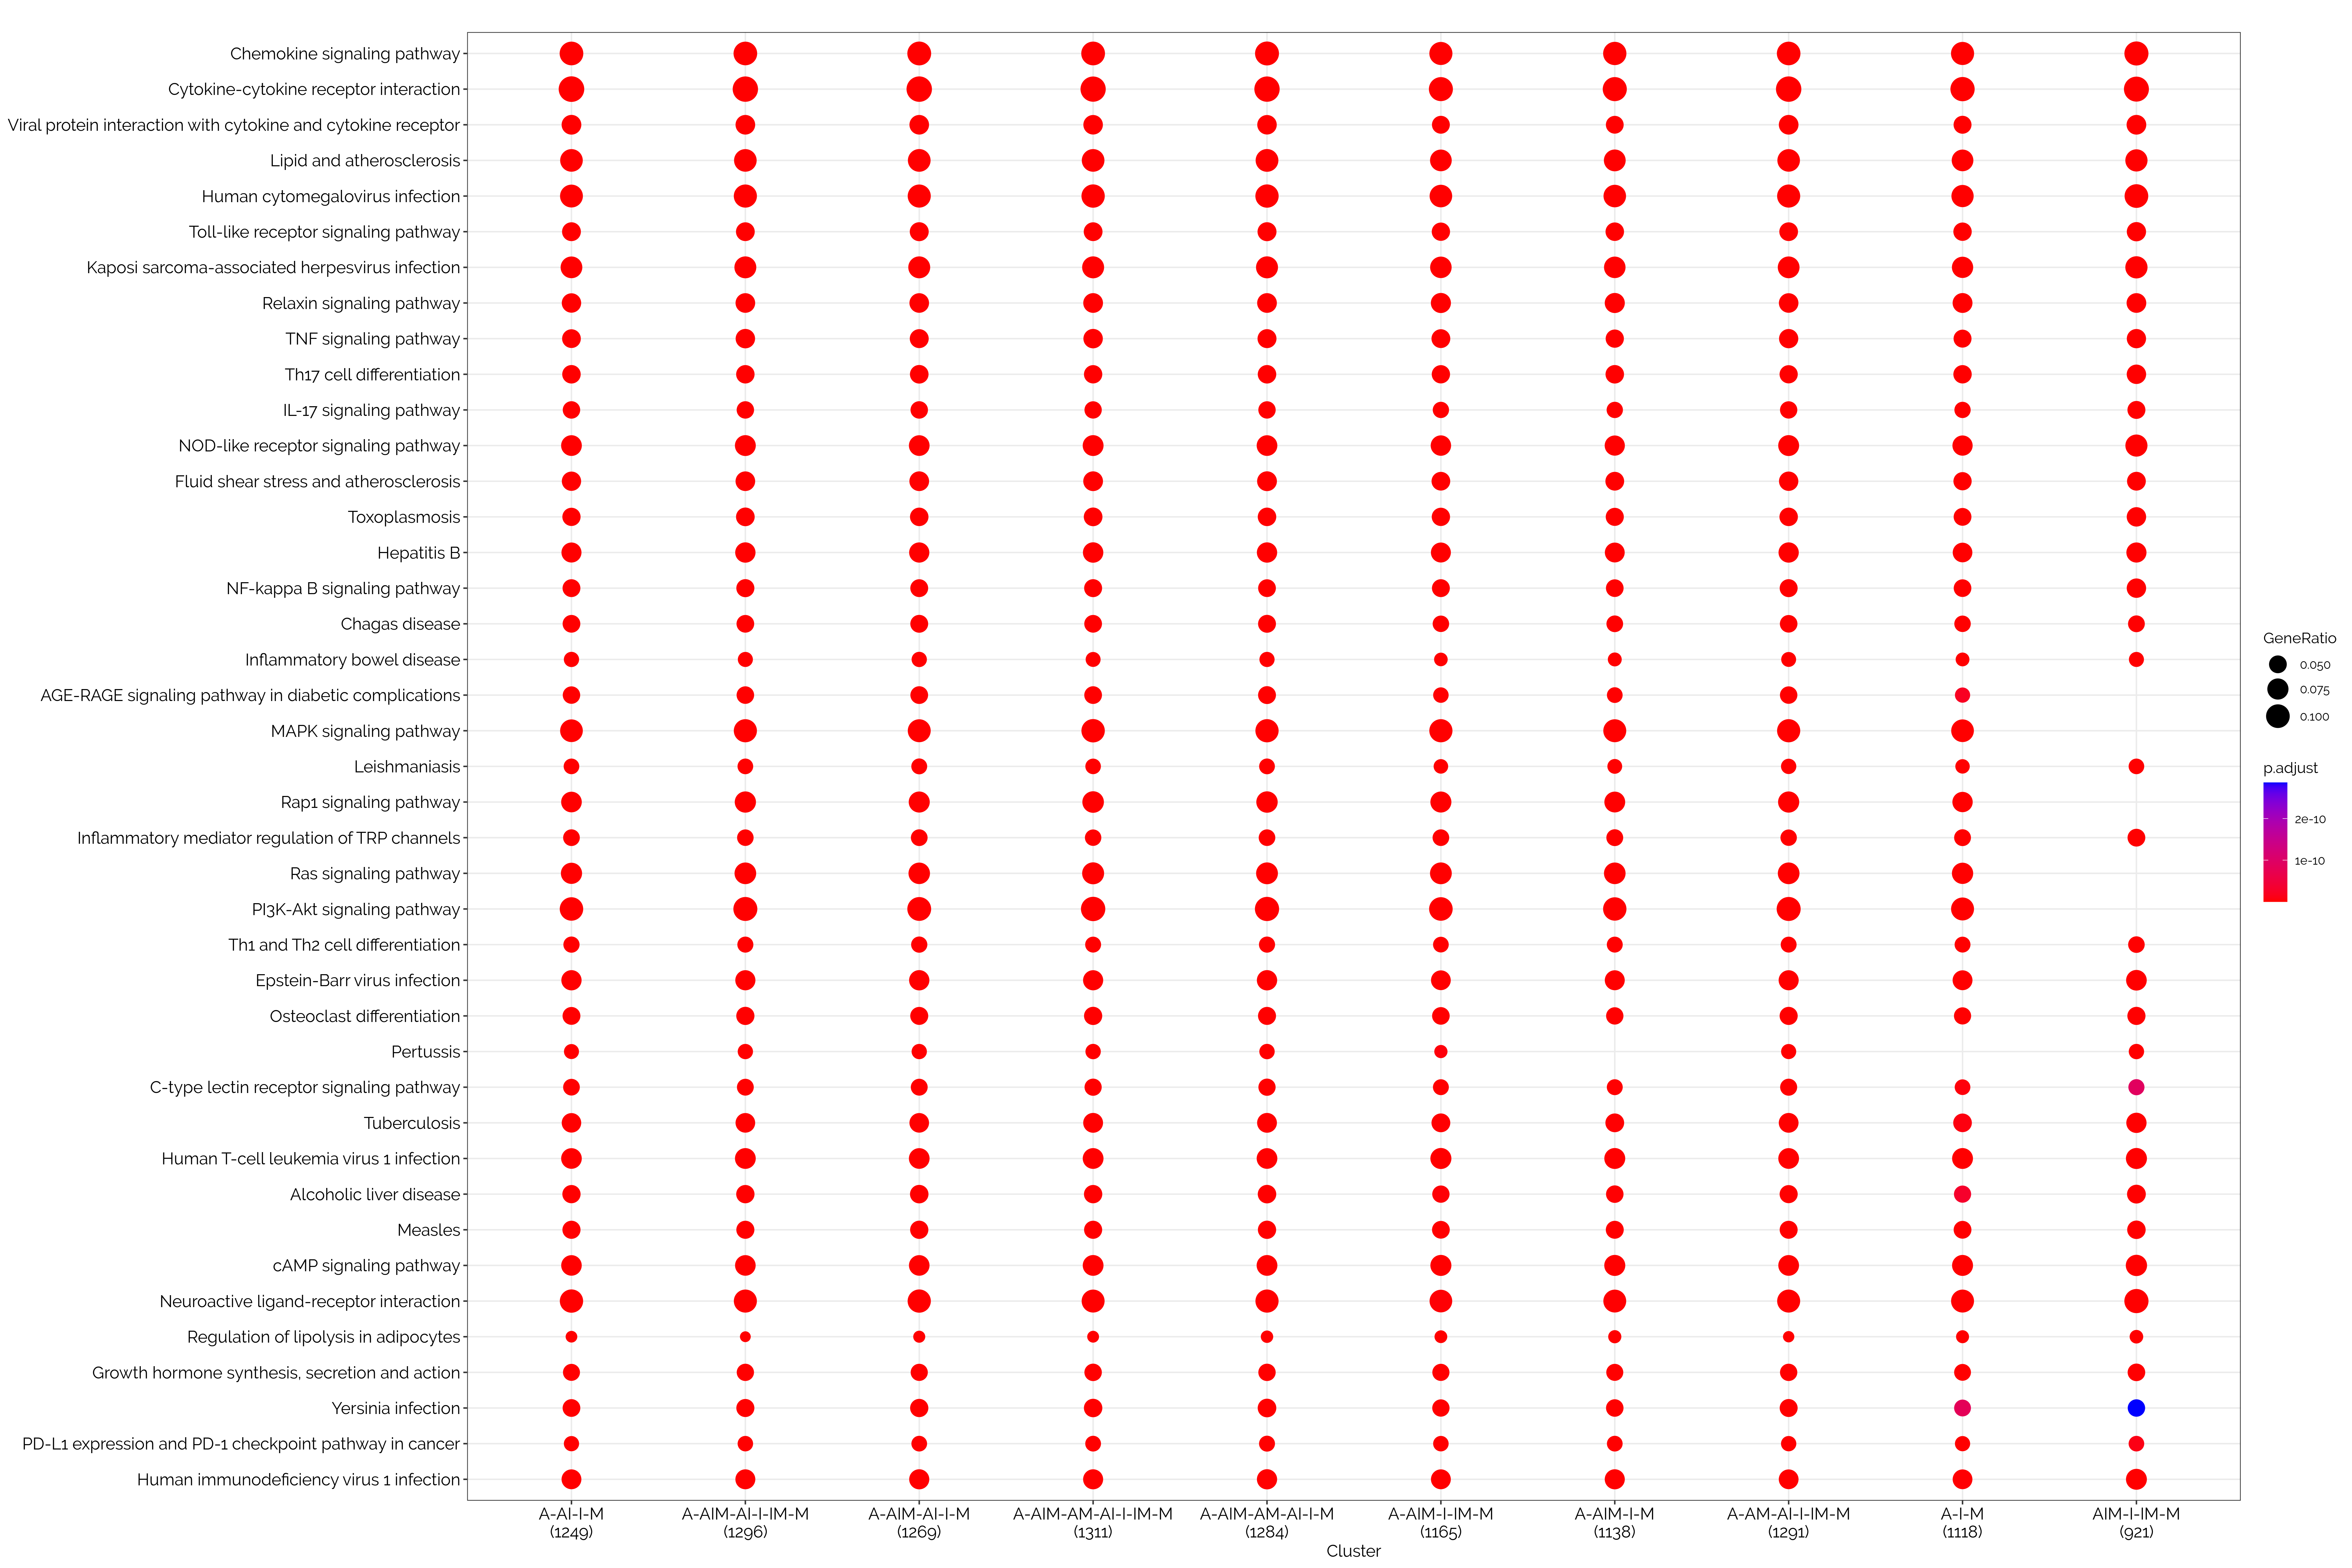 Chemokine signaling pathway
Cytokine-cytokine receptor interaction
Viral protein interaction with cytokine and cytokine receptor
Lipid and atherosclerosis
Human cytomegalovirus infection
Toll-like receptor signaling pathway
Kaposi sarcoma-associated herpesvirus infection
Relaxin signaling pathway
TNF signaling pathway
Th17 cell differentiation
IL-17 signaling pathway
NOD-like receptor signaling pathway
Fluid shear stress and atherosclerosis
Toxoplasmosis
Hepatitis B
NF-kappa B signaling pathway
Chagas disease
Inflammatory bowel disease
AGE-RAGE signaling pathway in diabetic complications
MAPK signaling pathway
Leishmaniasis
Rap1 signaling pathway
Inflammatory mediator regulation of TRP channels
Ras signaling pathway
PI3K-Akt signaling pathway
Th1 and Th2 cell differentiation
Epstein-Barr virus infection
Osteoclast differentiation
Pertussis
C-type lectin receptor signaling pathway
Tuberculosis
Human T-cell leukemia virus 1 infection
Alcoholic liver disease
Measles
cAMP signaling pathway
Neuroactive ligand-receptor interaction
Regulation of lipolysis in adipocytes
Growth hormone synthesis, secretion and action
Yersinia infection
PD-L1 expression and PD-1 checkpoint pathway in cancer
Human immunodeficiency virus 1 infection
A-AI-I-M A-AIM-AI-I-IM-M A-AIM-AI-I-M A-AIM-AM-AI-I-IM-M A-AIM-AM-AI-I-M A-AIM-I-IM-M A-AIM-I-M A-AM-AI-I-IM-M A-I-M AIM-I-IM-M
(1249) (1296) (1269) (1311) (1284) (1165) (1138) (1291) (1118) (921)
Cluster
GeneRatio
0.050
0.075
0.100
p.adjust
2e-10
1e-10